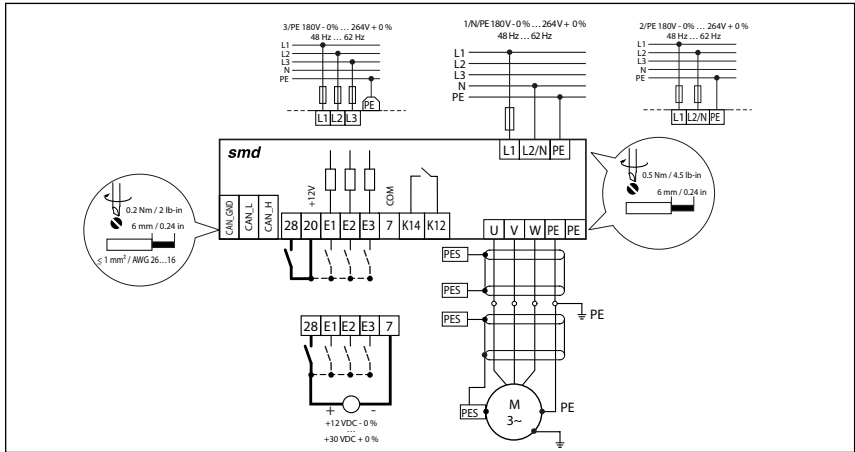 3/PE 180V - 0% … 264V + 0 %
48 Hz … 62 Hz
L1
L2
L3
N
PE
PE
L1 L2 L3
1/N/PE 180V - 0% … 264V + 0 %
48 Hz … 62 Hz
L1
L2
L3
N
PE
L1 L2/N PE
2/PE 180V - 0% … 264V + 0 %
48 Hz … 62 Hz
L1
L2
L3
N
PE
L1 L2/N PE
smd
0.2 Nm / 2 lb-in
6 mm / 0.24 in
≤ 1 mm² / AWG 26…16
0.5 Nm / 4.5 lb-in
6 mm / 0.24 in
CAN_GND
CAN_L
CAN_H
+12V
COM
28 20 E1 E2 E3 7 K14 K12
U V W PE PE
PES
PES
PE
PES
28 E1 E2 E3 7
+ -
+12 VDC - 0 %
…
+30 VDC + 0 %
PES
M
3~
PE